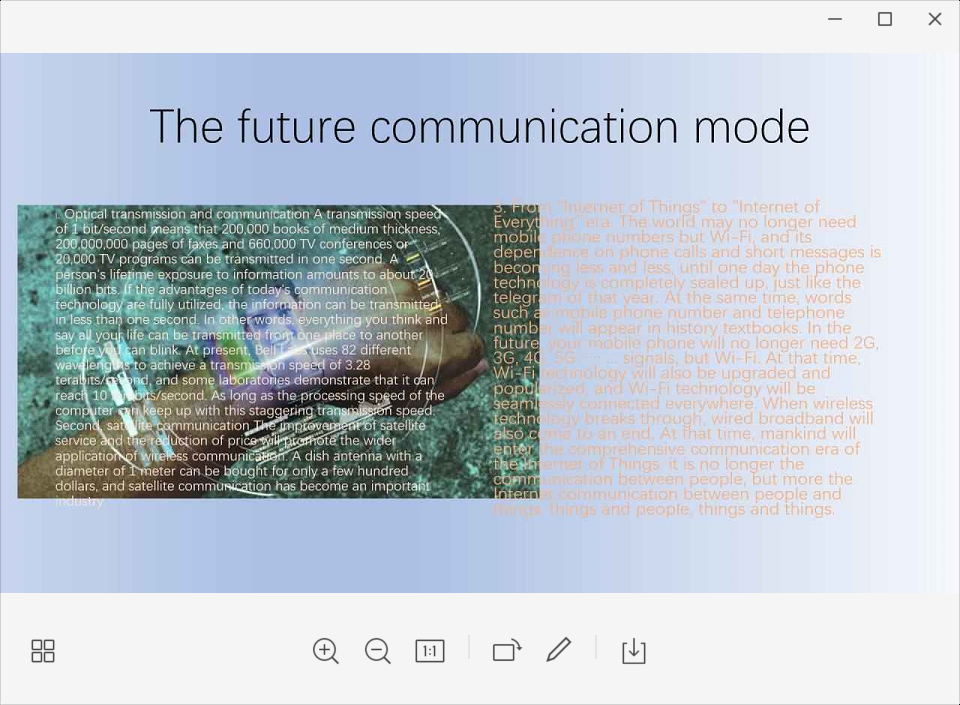 The future communication mode
. Optical transmission and communication A transmission speed
of 1 bit/second means that 200,000 books of medium thickness,
200,000,000 pages of faxes and 660,000 TV conferences or
20,000 TV programs can be transmitted in one second. A
person's lifetime exposure to information amounts to about 20
billion bits. If the advantages of today's communication
technology are fully utilized, the information can be transmitted
in less than one second. In other words, everything you think and
say all your life can be transmitted from one place to another
before you can blink. At present, Bell Labs uses 82 different
wavelengths to achieve a transmission speed of 3.28
terabits/second, and some laboratories demonstrate that it can
reach 10 terabits/second. As long as the processing speed of the
computer can keep up with this staggering transmission speed.
Second, satellite communication The improvement of satellite
service and the reduction of price will promote the wider
application of wireless communication. A dish antenna with a
diameter of 1 meter can be bought for only a few hundred
dollars, and satellite communication has become an important
industry.
3. From "Internet of Things" to "Internet of
Everything" era. The world may no longer need
mobile phone numbers but Wi-Fi, and its
dependence on phone calls and short messages is
becoming less and less, until one day the phone
technology is completely sealed up, just like the
telegram of that year. At the same time, words
such as mobile phone number and telephone
number will appear in history textbooks. In the
future, your mobile phone will no longer need 2G,
3G, 4G, 5G ... ... signals, but Wi-Fi. At that time,
Wi-Fi technology will also be upgraded and
popularized, and Wi-Fi technology will be
seamlessly connected everywhere. When wireless
technology breaks through, wired broadband will
also come to an end. At that time, mankind will
enter the comprehensive communication era of
the Internet of Things. it is no longer the
communication between people, but more the
Internet communication between people and
things, things and people, things and things.
1:1